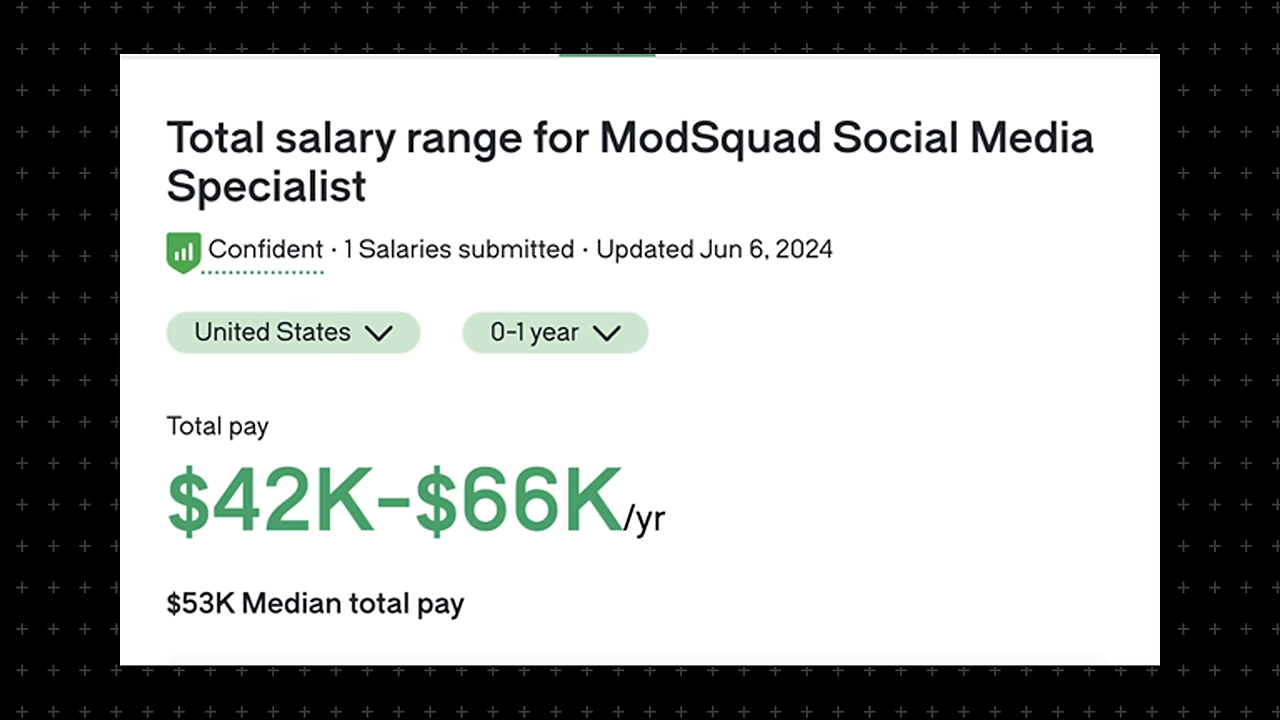 Total salary range for ModSquad Social Media
Specialist
Confident · 1 Salaries submitted · Updated Jun 6, 2024
United States
0-1 year
Total pay
$42K-$66K/yr
$53K Median total pay